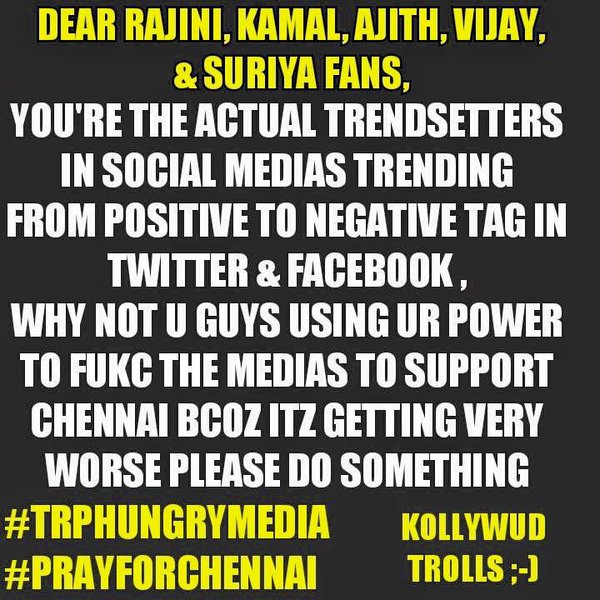 DEAR RAJINI, KAMAL, AJITH, VIJAY,
& SURIYA FANS,
YOU'RE THE ACTUAL TRENDSETTERS
IN SOCIAL MEDIAS TRENDING
FROM POSITIVE TO NEGATIVE TAG IN
TWITTER & FACEBOOK ,
WHY NOT U GUYS USING UR POWER
TO FUKC THE MEDIAS TO SUPPORT
CHENNAI BCOZ ITZ GETTING VERY
WORSE PLEASE DO SOMETHING
#TRPHUNGRYMEDIA
#PRAYFORCHENNAI
KOLLYWUD
TROLLS ;-)